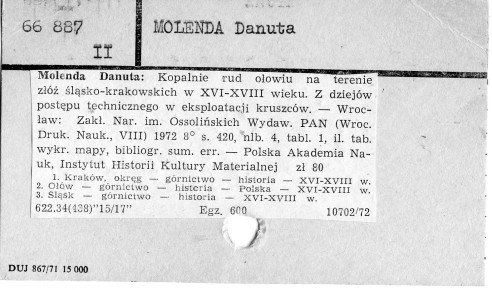 66 887
II
MOLENDA Danuta
Molenda Danuta: Kopalnie rud ołowiu na terenie
złóż śląsko-krakowskich w XVI-XVIII wieku. Z dziejów
postępu technicznego w eksploatacji kruszców. — Wroc-
ław: Zakł. Nar. im. Ossolińskich Wydaw. PAN (Wroc.
Druk. Nauk., VIII) 1972 8° s. 420, nlb. 4, tabl. 1, il. tab.
wykr. mapy, bibliogr. sum. err. — Polska Akademia Na-
uk, Instytut Historii Kultury Materialnej zł 80
1. Kraków, okręg — górnictwo — historia — XVI-XVIII w.
2. Ołów — górnictwo — histeria — Polska — XVI-XVIII w.
3. Śląsk — górnictwo — historia — XVI-XVIII w.
622.34(438)"15/17" Egz. 600 10702/72
DUJ 867/71 15 000